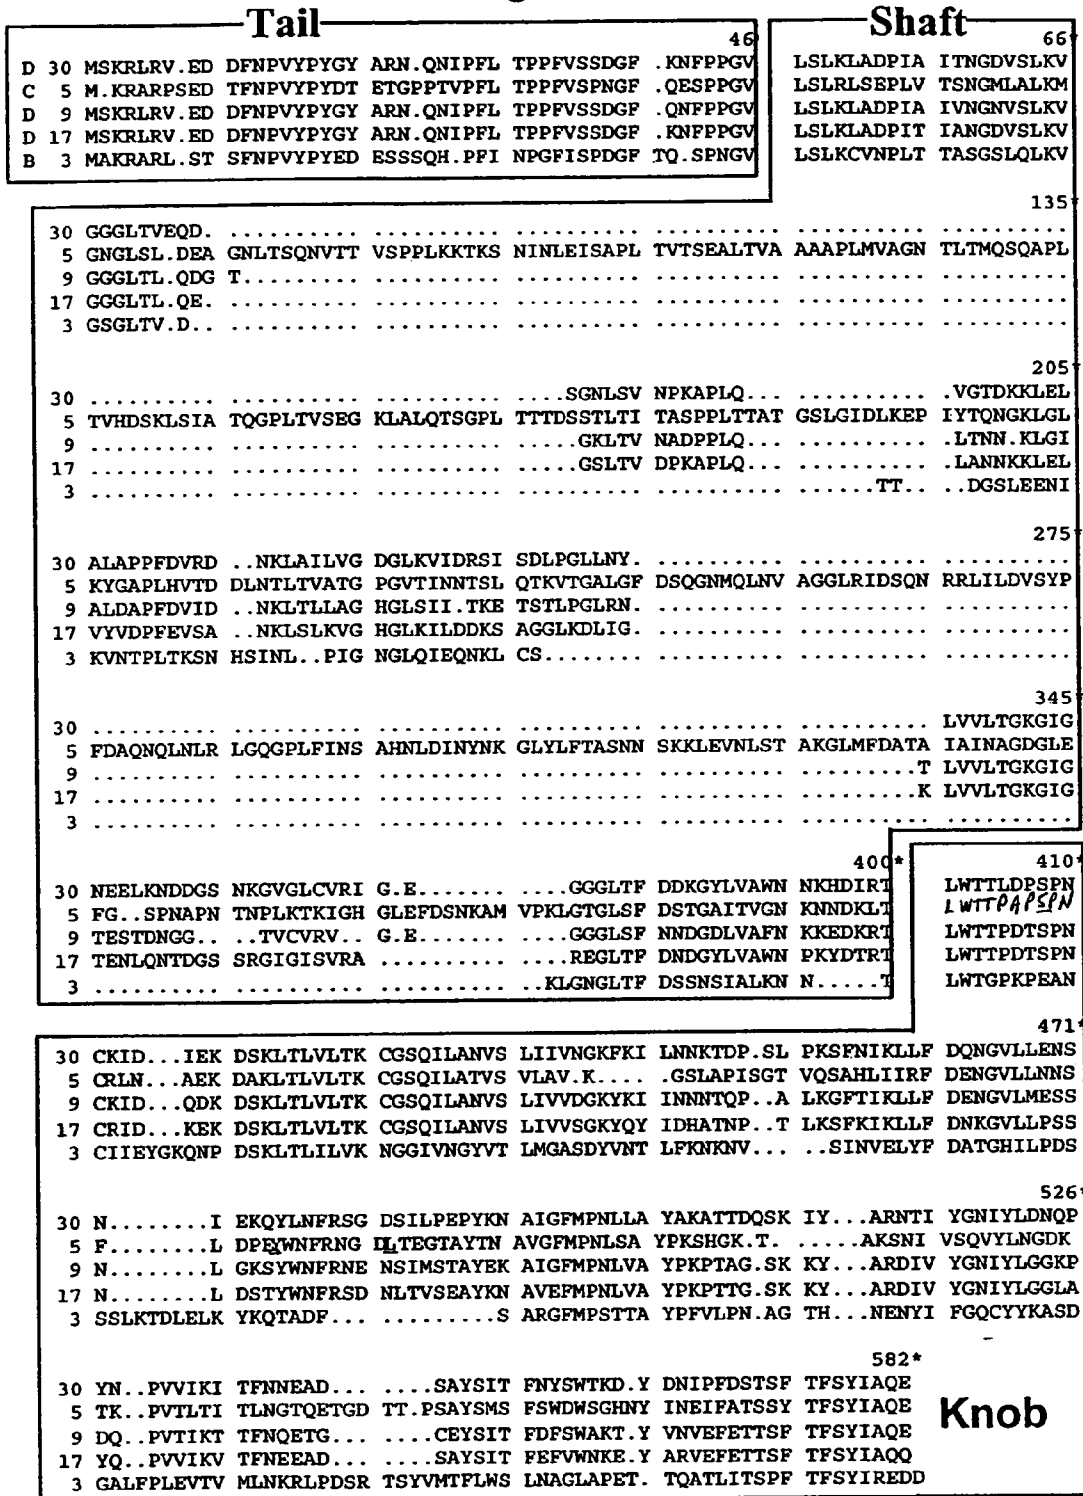 Tail Shaft
46 66*
D 30 MSKRLRV.ED DFNPVYPYGY ARN.QNIPFL TPPFVSSDGF .KNFPPGV LSLKLADPIA ITNGDVSLKV
C 5 M.KRARPSED TFNPVYPYDT ETGPPTVPFL TPPFVSPNGF .QESPPGV LSLRLSEPLV TSNGMLALKM
D 9 MSKRLRV.ED DFNPVYPYGY ARN.QNIPFL TPPFVSSDGF .QNFPPGV LSLKLADPIA IVNGNVSLKV
D 17 MSKRLRV.ED DFNPVYPYGY ARN.QNIPFL TPPFVSSDGF .KNFPPGV LSLKLADPIT IANGDVSLKV
B 3 MAKRARL.ST SFNPVYPYED ESSSQH.PFI NPGFISPDGF TQ.SPNGV LSLKCVNPLT TASGSLQLKV
135*
30 GGGLTVEQD. .......... .......... .......... .......... .......... ..........
5 GNGLSL.DEA GNLTSQNVTT VSPPLKKTKS NINLEISAPL TVTSEALTVA AAAPLMVAGN TLTMQSQAPL
9 GGGLTL.QDG T......... .......... .......... .......... .......... ..........
17 GGGLTL.QE. .......... .......... .......... .......... .......... ..........
3 GSGLTV.D.. .......... .......... .......... .......... .......... ..........
205*
30 .......... .......... .......... ....SGNLSV NPKAPLQ... .......... .VGTDKKLEL
5 TVHDSKLSIA TQGPLTVSEG KLALQTSGPL TTTDSSTLTI TASPPLTTAT GSLGIDLKEP IYTQNGKLGL
9 .......... .......... .......... .....GKLTV NADPPLQ... .......... .LTNN.KLGI
17 .......... .......... .......... .....GSLTV DPKAPLQ... .......... .LANNKKLEL
3 .......... .......... .......... .......... .......... ......TT.. ..DGSLEENI
275*
30 ALAPPFDVRD ..NKLAILVG DGLKVIDRSI SDLPGLLNY. .......... .......... ..........
5 KYGAPLHVTD DLNTLTVATG PGVTINNTSL QTKVTGALGF DSQGNMQLNV AGGLRIDSQN RRLILDVSYP
9 ALDAPFDVID ..NKLTLLAG HGLSII.TKE TSTLPGLRN. .......... .......... ..........
17 VYVDPFEVSA ..NKLSLKVG HGLKILDDKS AGGLKDLIG. .......... .......... ..........
3 KVNTPLTKSN HSINL..PIG NGLQIEQNKL CS........ .......... .......... ..........
345*
30 .......... .......... .......... .......... .......... .......... LVVLTGKGIG
5 FDAQNQLNLR LGQGPLFINS AHNLDINYNK GLYLFTASNN SKKLEVNLST AKGLMFDATA IAINAGDGLE
9 .......... .......... .......... .......... .......... .........T LVVLTGKGIG
17 .......... .......... .......... .......... .......... .........K LVVLTGKGIG
3 .......... .......... .......... .......... .......... .......... ..........
400* 410*
30 NEELKNDDGS NKGVGLCVRI G.E....... ....GGGLTF DDKGYLVAWN NKHDIRT LWTTLDPSPN
5 FG..SPNAPN TNPLKTKIGH GLEFDSNKAM VPKLGTGLSF DSTGAITVGN KNNDKLT LWTTPAPSPN
9 TESTDNGG.. ..TVCVRV.. G.E....... ....GGGLSF NNDGDLVAFN KKEDKRT LWTTPDTSPN
17 TENLQNTDGS SRGIGISVRA .......... ....REGLTF DNDGYLVAWN PKYDTRT LWTTPDTSPN
3 .......... .......... .......... ..KLGNGLTF DSSNSIALKN N.....T LWTGPKPEAN
471*
30 CKID...IEK DSKLTLVLTK CGSQILANVS LIIVNGKFKI LNNKTDP.SL PKSFNIKLLF DQNGVLLENS
5 CRLN...AEK DAKLTLVLTK CGSQILATVS VLAV.K.... .GSLAPISGT VQSAHLIIRF DENGVLLNNS
9 CKID...QDK DSKLTLVLTK CGSQILANVS LIVVDGKYKI INNNTQP..A LKGFTIKLLF DENGVLMESS
17 CRID...KEK DSKLTLVLTK CGSQILANVS LIVVSGKYQY IDHATNP..T LKSFKIKLLF DNKGVLLPSS
3 CIIEYGKQNP DSKLTLILVK NGGIVNGYVT LMGASDYVNT LFKNKNV... ..SINVELYF DATGHILPDS
526*
30 N........I EKQYLNFRSG DSILPEPYKN AIGFMPNLLA YAKATTDQSK IY...ARNTI YGNIYLDNQP
5 F........L DPEYWNFRNG DLTEGTAYTN AVGFMPNLSA YPKSHGK.T. ....AKSNI VSQVYLNGDK
9 N........L GKSYWNFRNE NSIMSTAYEK AIGFMPNLVA YPKPTAG.SK KY...ARDIV YGNIYLGGKP
17 N........L DSTYWNFRSD NLTVSEAYKN AVEFMPNLVA YPKPTTG.SK KY...ARDIV YGNIYLGGLA
3 SSLKTDLELK YKQTADF... .........S ARGFMPSTTA YPFVLPN.AG TH...NENYI FGQCYYKASD
582*
30 YN..PVVIKI TFNNEAD... ....SAYSIT FNYSWTKD.Y DNIPFDSTSF TFSYIAQE
5 TK..PVTLTI TLNGTQETGD TT.PSAYSMS FSWDWSGHNY INEIFATSSY TFSYIAQE
9 DQ..PVTIKT TFNQETG... ....CEYSIT FDFSWAKT.Y VNVEFETTSF TFSYIAQE
17 YQ..PVVIKV TFNEEAD... ....SAYSIT FEFVWNKE.Y ARVEFETTSF TFSYIAQQ
3 GALFPLEVTV MLNKRLPDSR TSYVMTFLWS LNAGLAPET. TQATLITSPF TFSYIREDD
Knob